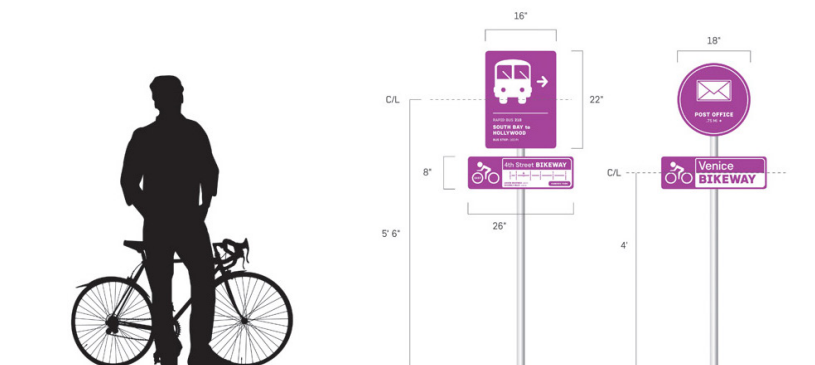 16"
18"
C/L
22"
RAPID BUS 302
SOUTH BAY to
HOLLYWOOD
POST OFFICE
8"
4th Street BIKEWAY
C/L
Venice
BIKEWAY
26"
5' 6"
4'